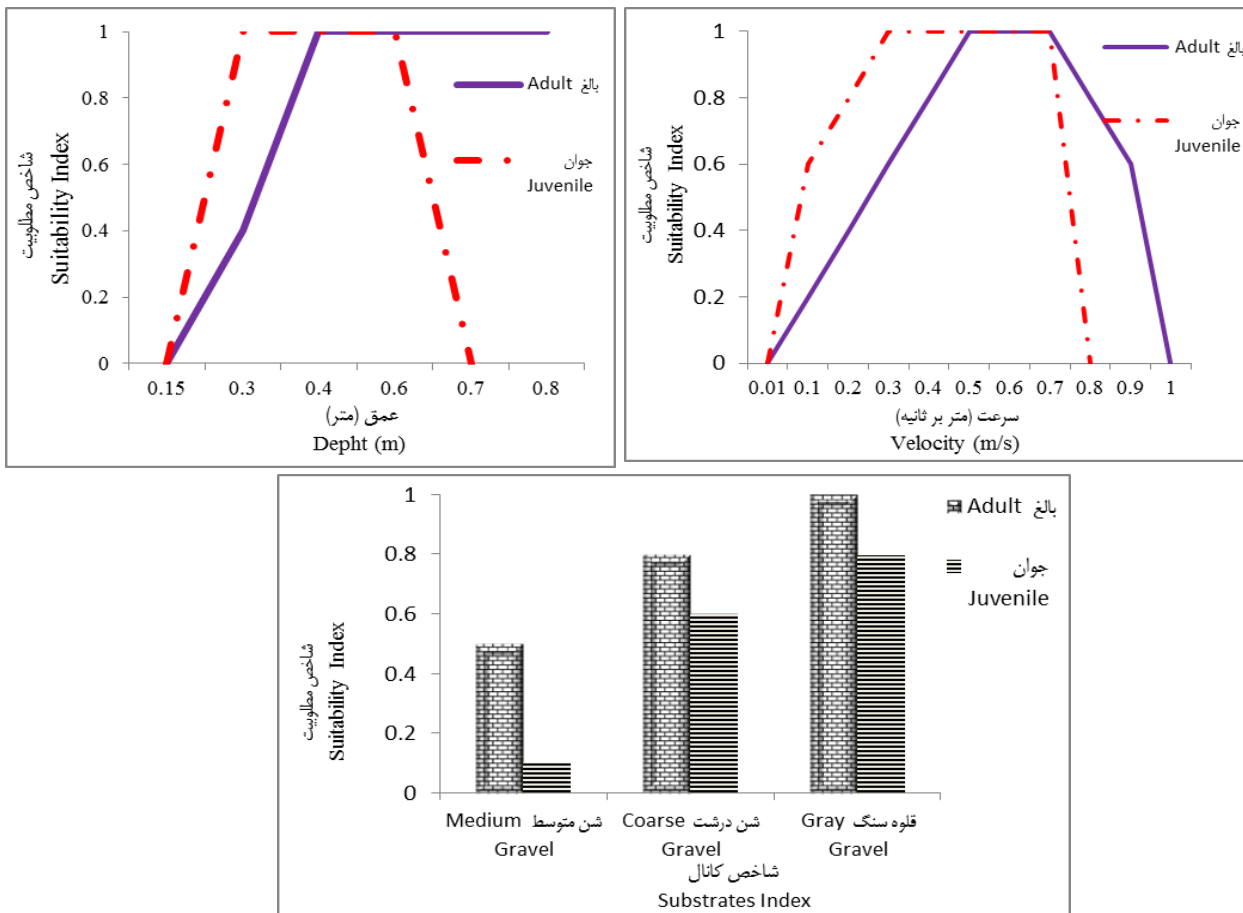 1
0.8
0.6
0.4
0.2
0
شاخص مطلوبیت
Suitability Index
بالغ Adult
جوان
Juvenile
0.15 0.3 0.4 0.6 0.7 0.8
عمق (متر)
Depht (m)
1
0.8
0.6
0.4
0.2
0
شاخص مطلوبیت
Suitability Index
بالغ Adult
جوان
Juvenile
0.01 0.1 0.2 0.3 0.4 0.5 0.6 0.7 0.8 0.9 1
سرعت (متر بر ثانیه)
Velocity (m/s)
1
0.8
0.6
0.4
0.2
0
شاخص مطلوبیت
Suitability Index
بالغ Adult
جوان
Juvenile
شن متوسط Medium
Gravel
شن درشت Coarse
Gravel
قلوه سنگ Gray
Gravel
شاخص کانال
Substrates Index